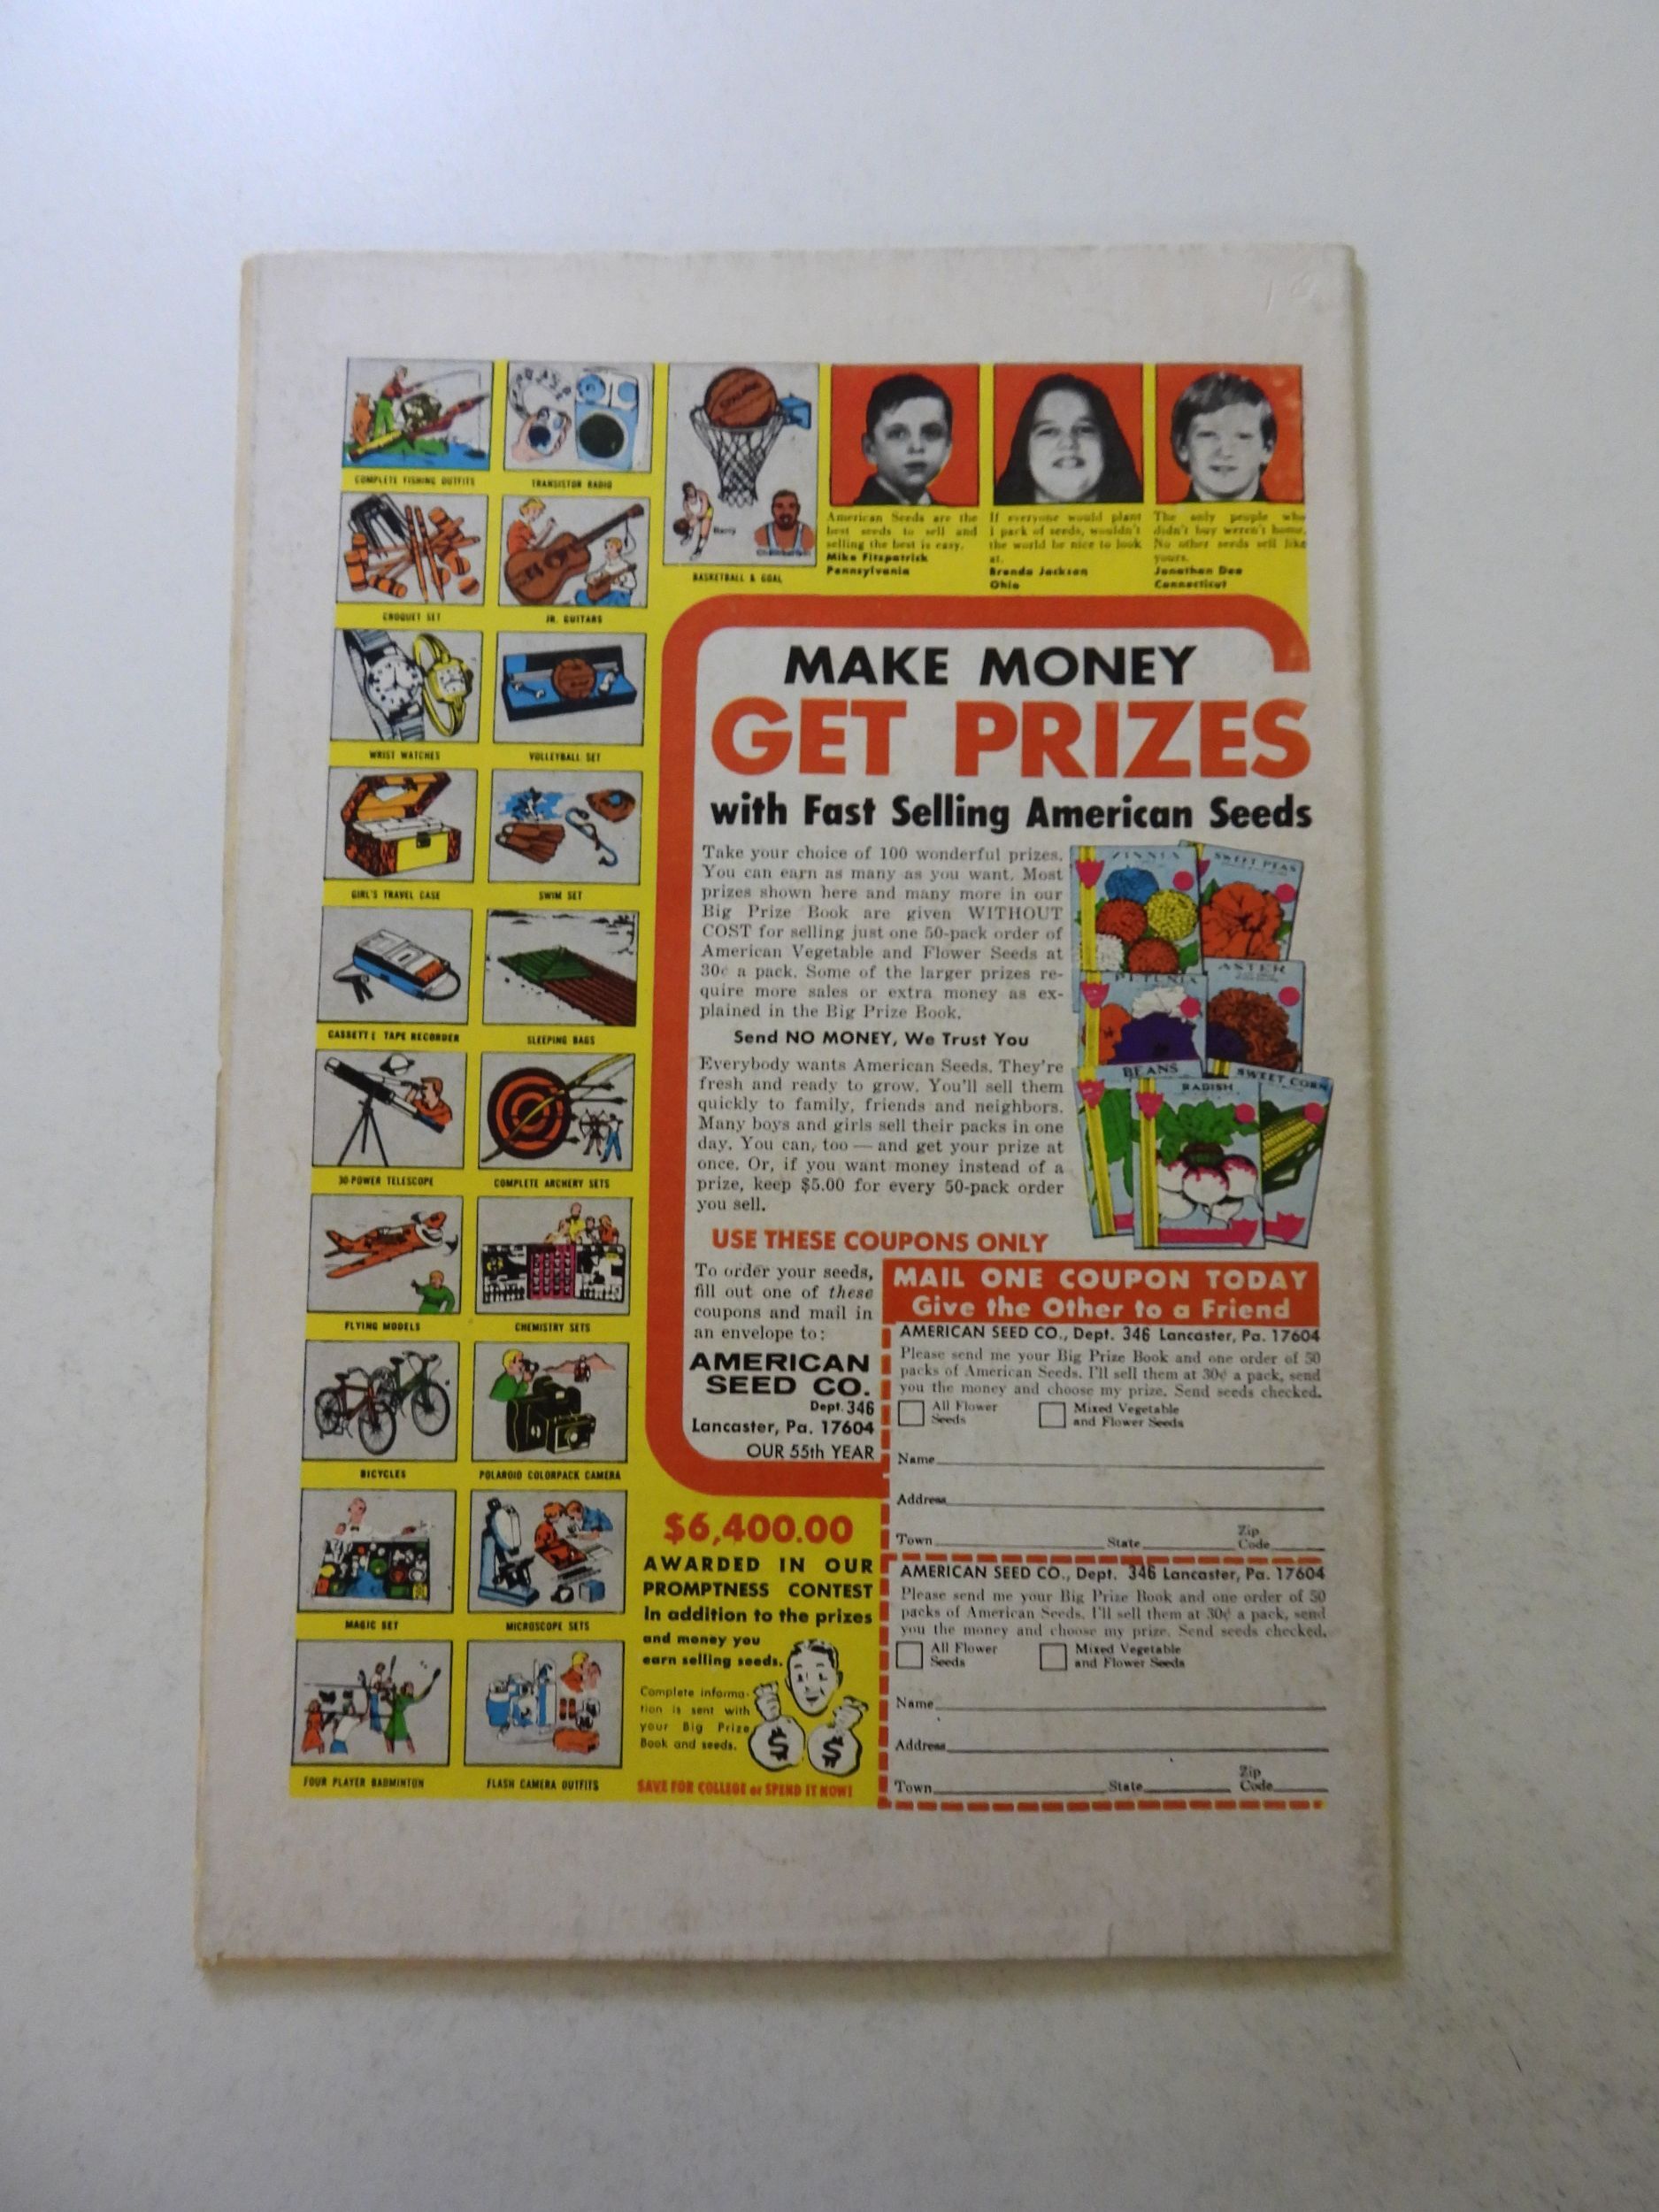 COMPLETE FISHING OUTFITS
TRANSISTOR RADIO
CROQUET SET
JR. GUITARS
WRIST WATCHES
VOLLEYBALL SET
GIRL'S TRAVEL CASE
SWIM SET
CASSETTE TAPE RECORDER
SLEEPING BAGS
30-POWER TELESCOPE
COMPLETE ARCHERY SETS
FLYING MODELS
CHEMISTRY SETS
BICYCLES
POLAROID COLORPACK CAMERA
MAGIC SET
MICROSCOPE SETS
FOUR PLAYER BADMINTON
FLASH CAMERA OUTFITS
SPALDING
Barry
Chamberlain
BASKETBALL & GOAL
American Seeds are the
best seeds to sell and
selling the best is easy.
Mike Fitzpatrick
Pennsylvania
If everyone would plant
1 pack of seeds, wouldn't
the world be nice to look
at.
Brenda Jackson
Ohio
The only people who
didn't buy weren't home.
No other seeds sell like
yours.
Jonathan Dee
Connecticut
MAKE MONEY
GET PRIZES
with Fast Selling American Seeds
Take your choice of 100 wonderful prizes.
You can earn as many as you want. Most
prizes shown here and many more in our
Big Prize Book are given WITHOUT
COST for selling just one 50-pack order of
American Vegetable and Flower Seeds at
30¢ a pack. Some of the larger prizes re-
quire more sales or extra money as ex-
plained in the Big Prize Book.
Send NO MONEY, We Trust You
Everybody wants American Seeds. They're
fresh and ready to grow. You'll sell them
quickly to family, friends and neighbors.
Many boys and girls sell their packs in one
day. You can, too — and get your prize at
once. Or, if you want money instead of a
prize, keep $5.00 for every 50-pack order
you sell.
ZINNIA
SWEET PEAS
PETUNIA
ASTER
BEANS
RADISH
SWEET CORN
USE THESE COUPONS ONLY
To order your seeds,
fill out one of these
coupons and mail in
an envelope to:
AMERICAN
SEED CO.
Dept. 346
Lancaster, Pa. 17604
OUR 55th YEAR
$6,400.00
AWARDED IN OUR
PROMPTNESS CONTEST
In addition to the prizes
and money you
earn selling seeds.
Complete informa-
tion is sent with
your Big Prize
Book and seeds.
$ $
SAVE FOR COLLEGE or SPEND IT NOW!
MAIL ONE COUPON TODAY
Give the Other to a Friend
AMERICAN SEED CO., Dept. 346 Lancaster, Pa. 17604
Please send me your Big Prize Book and one order of 50
packs of American Seeds. I'll sell them at 30¢ a pack, send
you the money and choose my prize. Send seeds checked.
All Flower
Seeds
Mixed Vegetable
and Flower Seeds
Name
Address
Town State Zip Code
AMERICAN SEED CO., Dept. 346 Lancaster, Pa. 17604
Please send me your Big Prize Book and one order of 50
packs of American Seeds. I'll sell them at 30¢ a pack, send
you the money and choose my prize. Send seeds checked.
All Flower
Seeds
Mixed Vegetable
and Flower Seeds
Name
Address
Town State Zip Code